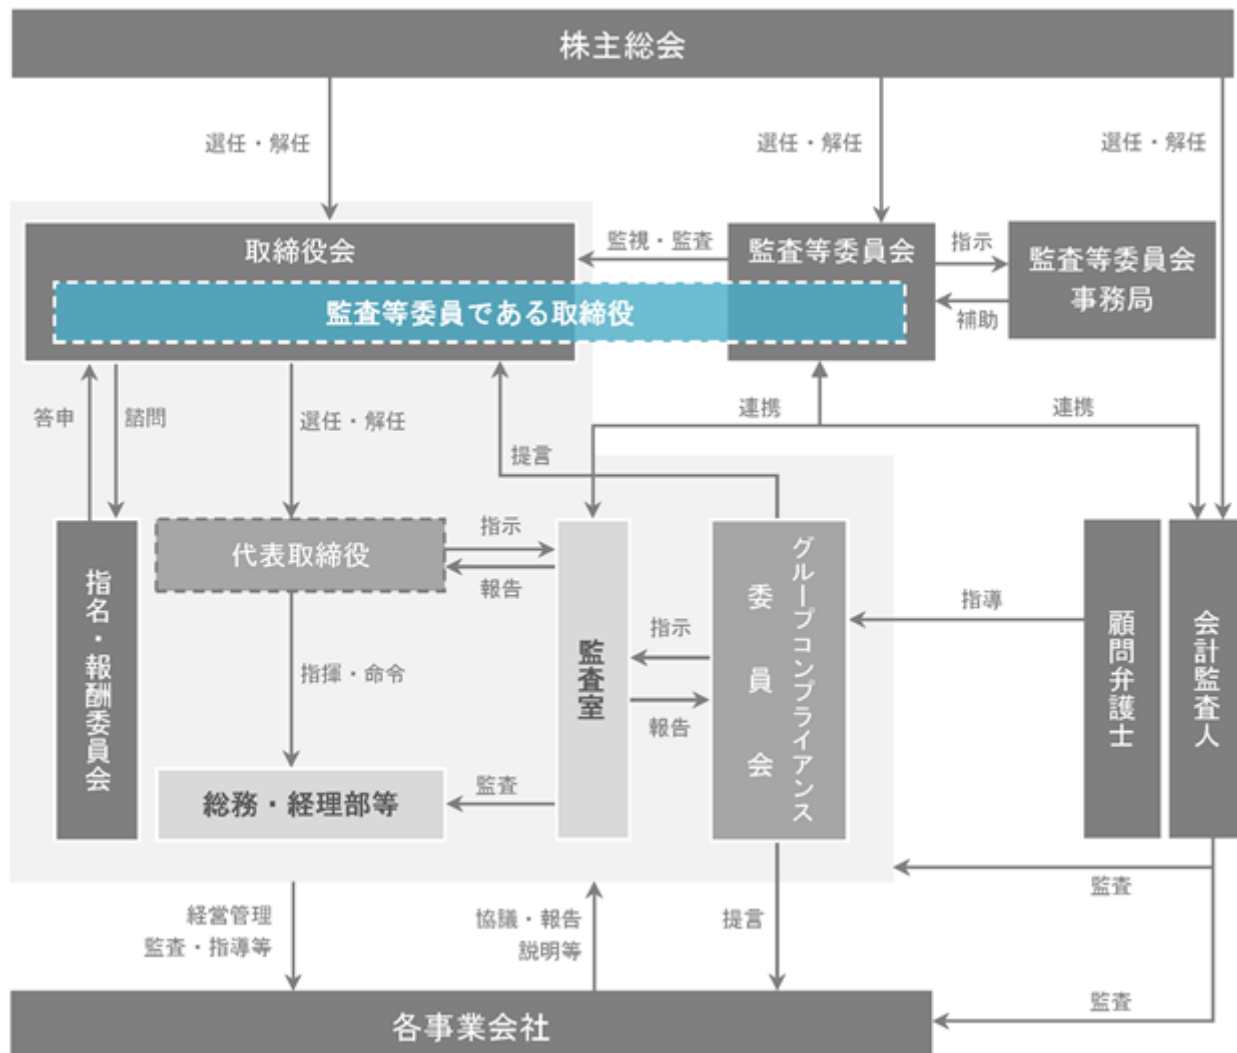 株主総会
選任・解任
選任・解任
選任・解任
取締役会
監視・監査
監査等委員会
指示
監査等委員会
事務局
補助
監査等委員である取締役
答申
諮問
選任・解任
提言
連携
連携
指名・報酬委員会
代表取締役
指示
報告
監査室
指示
報告
グループコンプライアンス
委員会
指導
顧問弁護士
会計監査人
指揮・命令
総務・経理部等
監査
監査
経営管理
監査・指導等
協議・報告
説明等
提言
監査
各事業会社